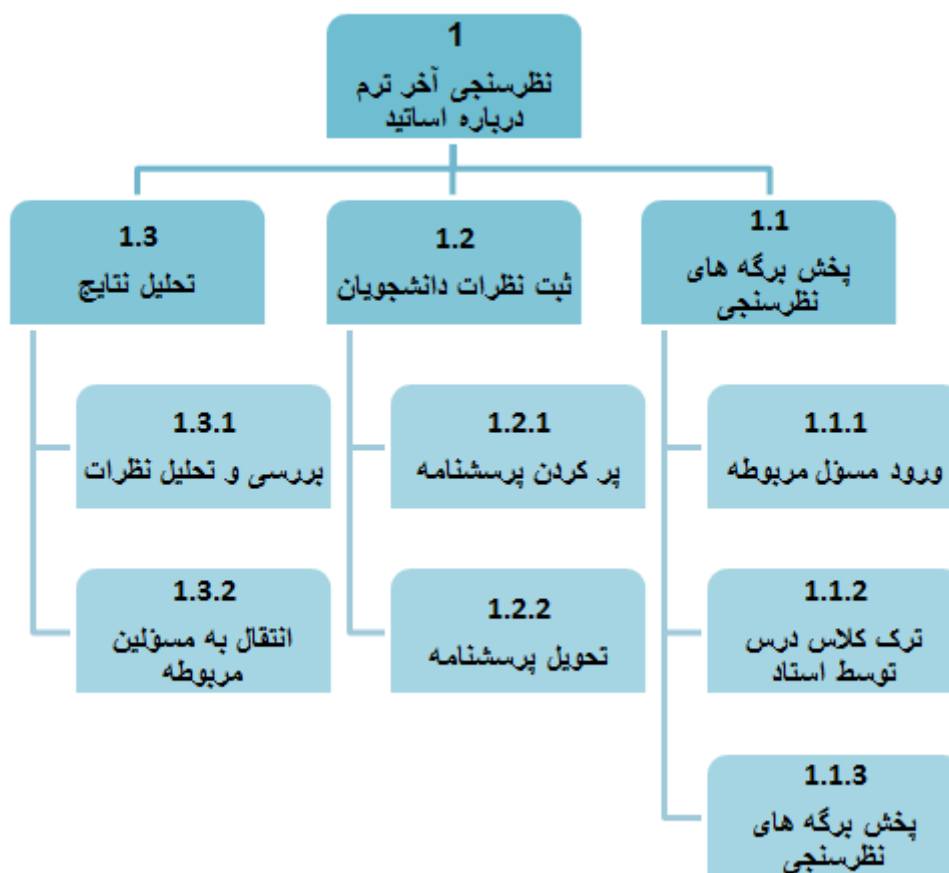 1
نظرسنجی آخر ترم
درباره اساتید
1.1
پخش برگه های
نظرسنجی
1.2
ثبت نظرات دانشجویان
1.3
تحلیل نتایج
1.1.1
ورود مسؤل مربوطه
1.2.1
پر کردن پرسشنامه
1.3.1
بررسی و تحلیل نظرات
1.1.2
ترک کلاس درس
توسط استاد
1.2.2
تحویل پرسشنامه
1.3.2
انتقال به مسؤلین
مربوطه
1.1.3
پخش برگه های
نظرسنجی